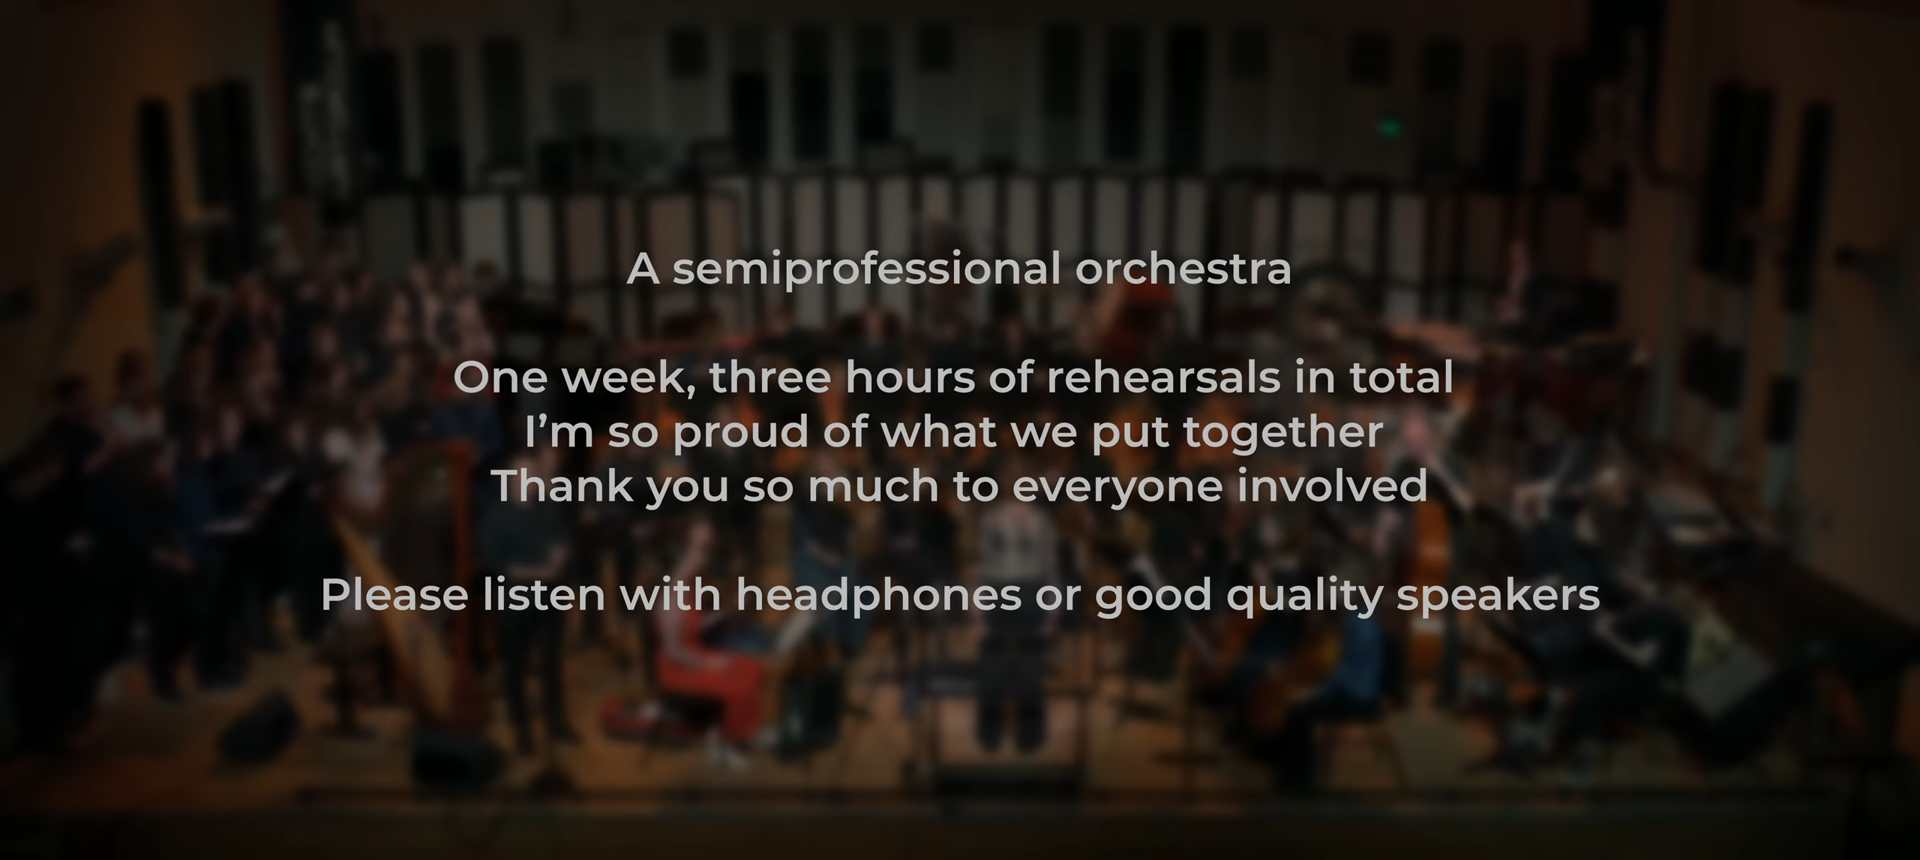 A semiprofessional orchestra
One week, three hours of rehearsals in total
I’m so proud of what we put together
Thank you so much to everyone involved
Please listen with headphones or good quality speakers